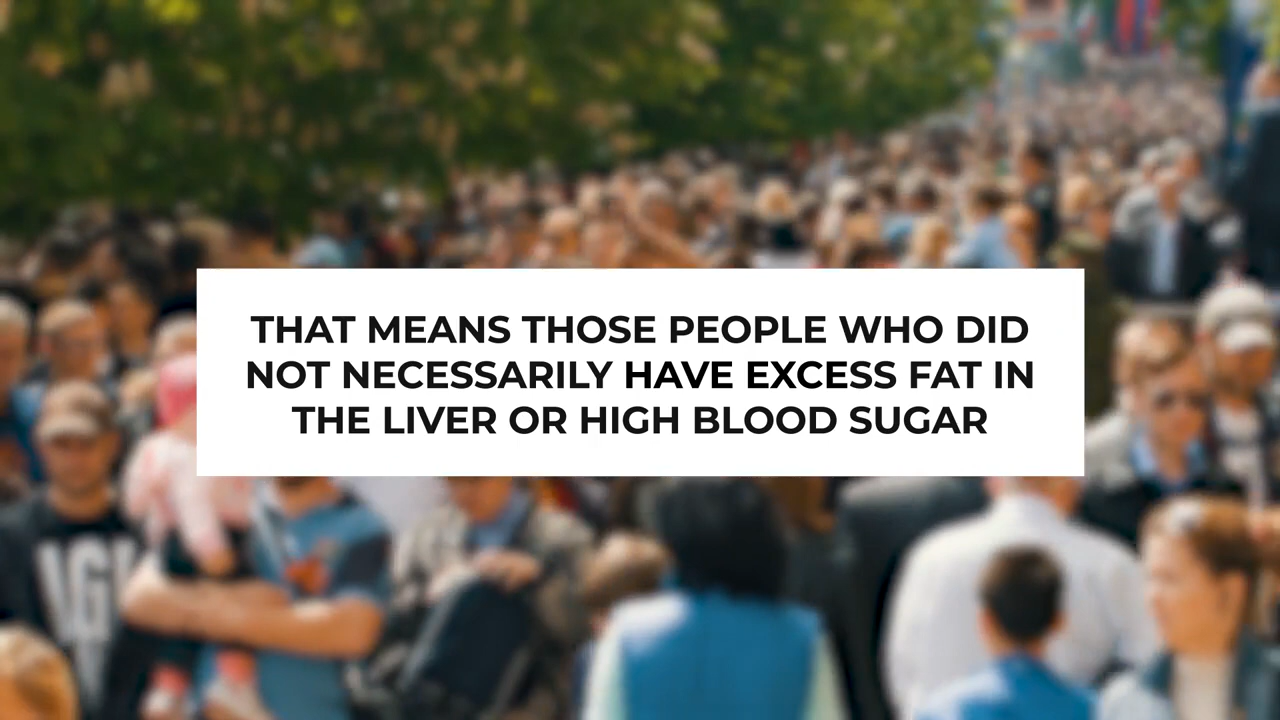 THAT MEANS THOSE PEOPLE WHO DID
NOT NECESSARILY HAVE EXCESS FAT IN
THE LIVER OR HIGH BLOOD SUGAR